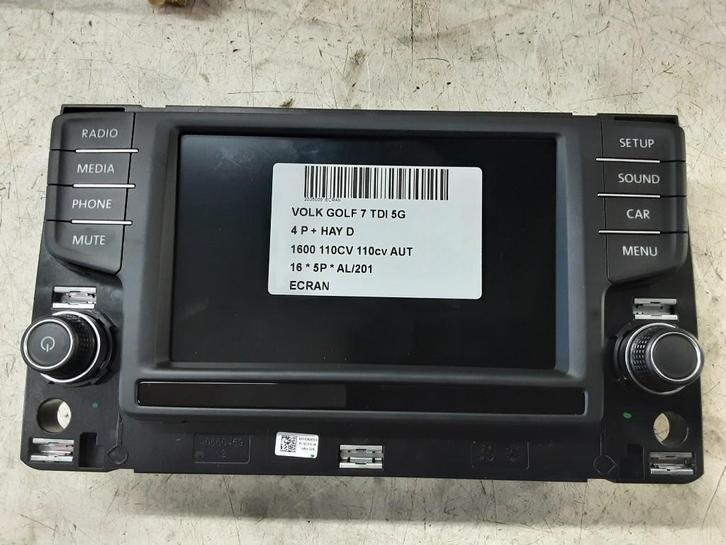 RADIO
MEDIA
PHONE
MUTE
SETUP
SOUND
CAR
MENU
ECRAN
VOLK GOLF 7 TDI 5G
4 P + HAY D
1600 110CV 110cv AUT
16 * 5P * AL/201
ECRAN